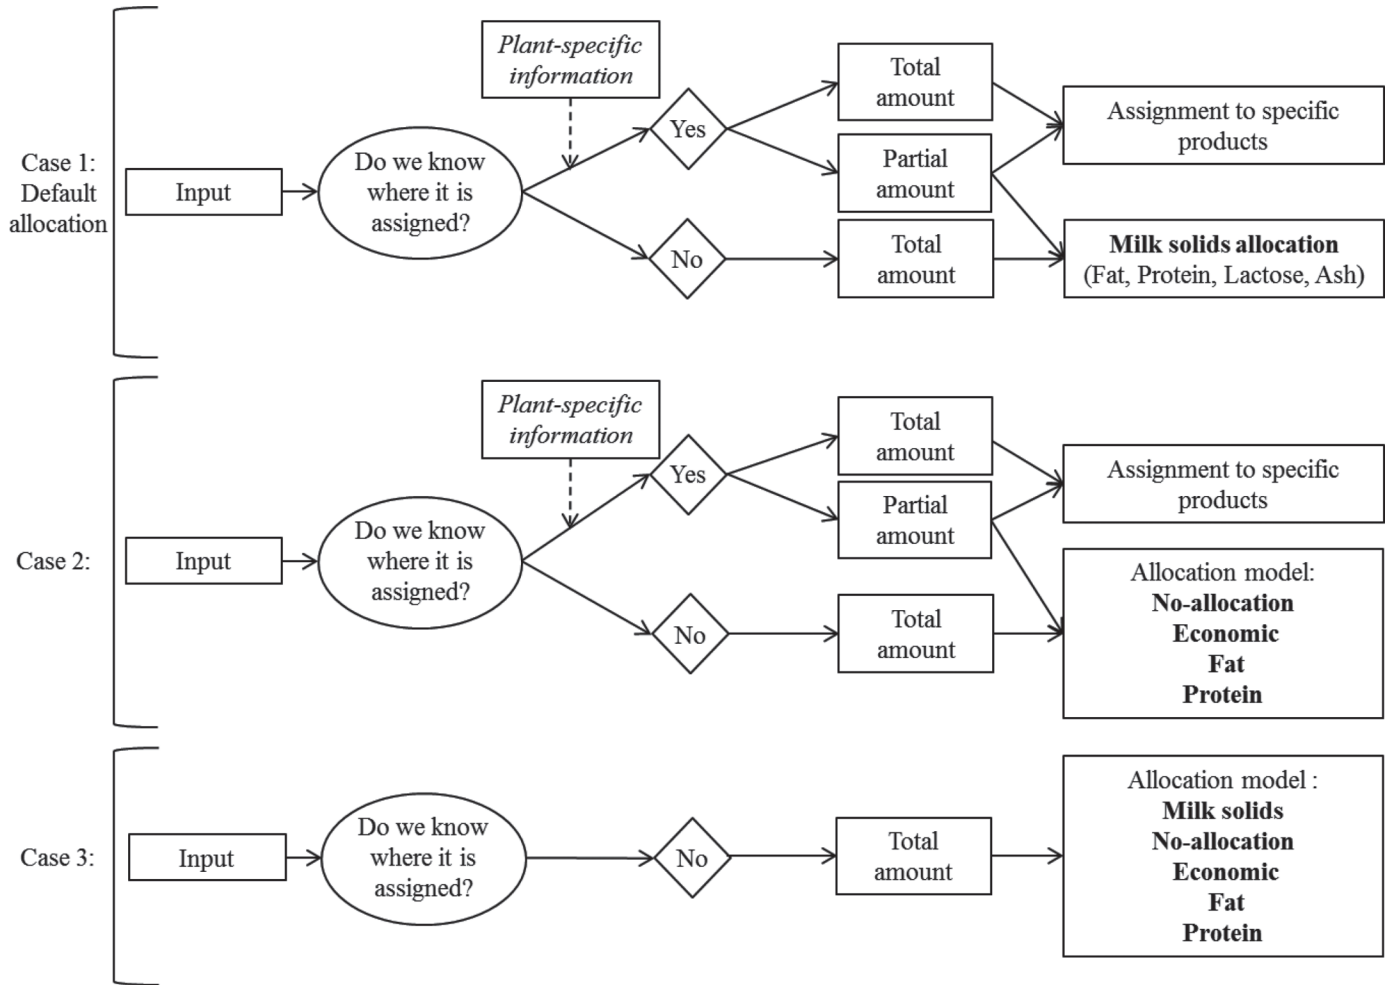 Case 1:
Default
allocation
Input
Do we know
where it is
assigned?
Plant-specific
information
Yes
No
Total
amount
Partial
amount
Total
amount
Assignment to specific
products
Milk solids allocation
(Fat, Protein, Lactose, Ash)
Case 2:
Input
Do we know
where it is
assigned?
Plant-specific
information
Yes
No
Total
amount
Partial
amount
Total
amount
Assignment to specific
products
Allocation model:
No-allocation
Economic
Fat
Protein
Case 3:
Input
Do we know
where it is
assigned?
No
Total
amount
Allocation model :
Milk solids
No-allocation
Economic
Fat
Protein